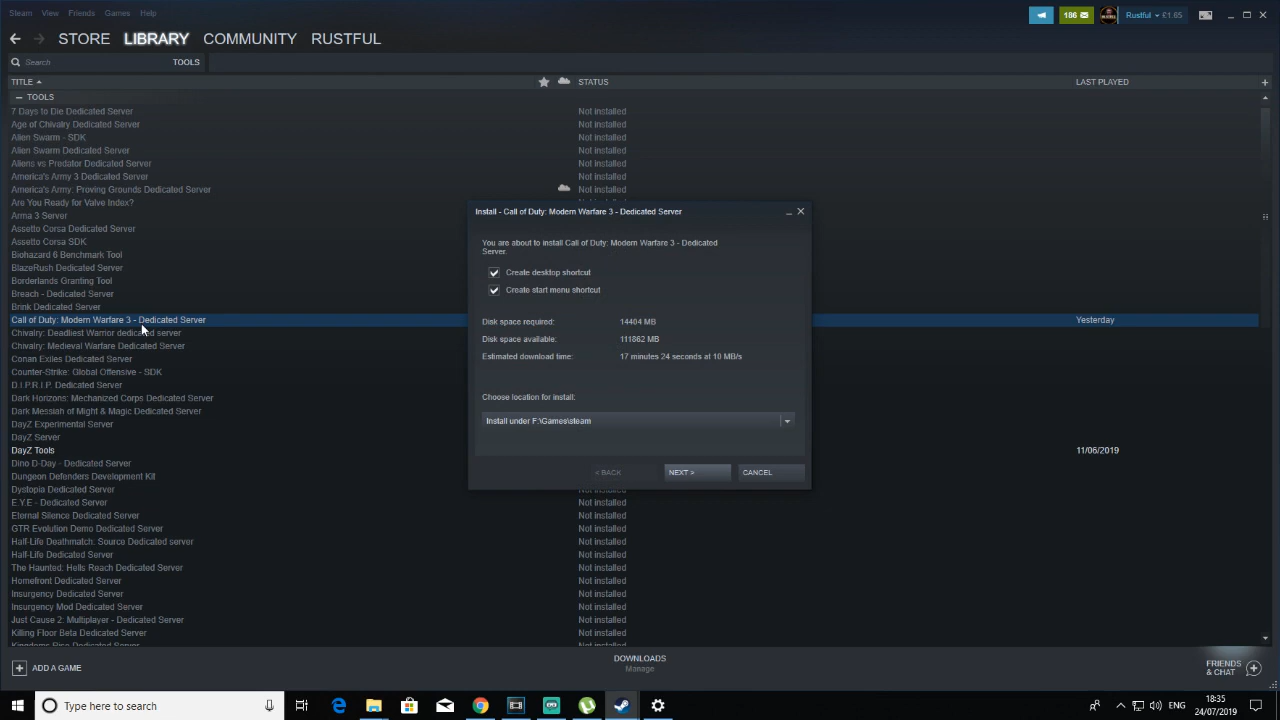 Steam View Friends Games Help
186 Rustful £1.65
STORE LIBRARY COMMUNITY RUSTFUL
Search TOOLS
TITLE STATUS LAST PLAYED
TOOLS
7 Days to Die Dedicated Server Not installed
Age of Chivalry Dedicated Server Not installed
Alien Swarm - SDK Not installed
Alien Swarm Dedicated Server Not installed
Aliens vs Predator Dedicated Server Not installed
America's Army 3 Dedicated Server Not installed
America's Army: Proving Grounds Dedicated Server Not installed
Are You Ready for Valve Index? Not installed
Arma 3 Server
Assetto Corsa Dedicated Server
Assetto Corsa SDK
Biohazard 6 Benchmark Tool
BlazeRush Dedicated Server
Borderlands Granting Tool
Breach - Dedicated Server
Brink Dedicated Server
Call of Duty: Modern Warfare 3 - Dedicated Server Yesterday
Chivalry: Deadliest Warrior dedicated server
Chivalry: Medieval Warfare Dedicated Server
Conan Exiles Dedicated Server
Counter-Strike: Global Offensive - SDK
D.I.P.R.I.P. Dedicated Server
Dark Horizons: Mechanized Corps Dedicated Server
Dark Messiah of Might & Magic Dedicated Server
DayZ Experimental Server
DayZ Server
DayZ Tools 11/06/2019
Dino D-Day - Dedicated Server
Dungeon Defenders Development Kit
Dystopia Dedicated Server
E.Y.E - Dedicated Server Not installed
Eternal Silence Dedicated Server Not installed
GTR Evolution Demo Dedicated Server Not installed
Half-Life Deathmatch: Source Dedicated server Not installed
Half-Life Dedicated Server Not installed
The Haunted: Hells Reach Dedicated Server Not installed
Homefront Dedicated Server Not installed
Insurgency Dedicated Server Not installed
Insurgency Mod Dedicated Server Not installed
Just Cause 2: Multiplayer - Dedicated Server Not installed
Killing Floor Beta Dedicated Server Not installed
Kingdoms Rise Dedicated Server Not installed
Install - Call of Duty: Modern Warfare 3 - Dedicated Server
You are about to install Call of Duty: Modern Warfare 3 - Dedicated
Server.
Create desktop shortcut
Create start menu shortcut
Disk space required: 14404 MB
Disk space available: 111862 MB
Estimated download time: 17 minutes 24 seconds at 10 MB/s
Choose location for install:
Install under F:\Games\steam
< BACK NEXT > CANCEL
ADD A GAME
DOWNLOADS
Manage
FRIENDS
& CHAT
Type here to search
ENG
18:35
24/07/2019